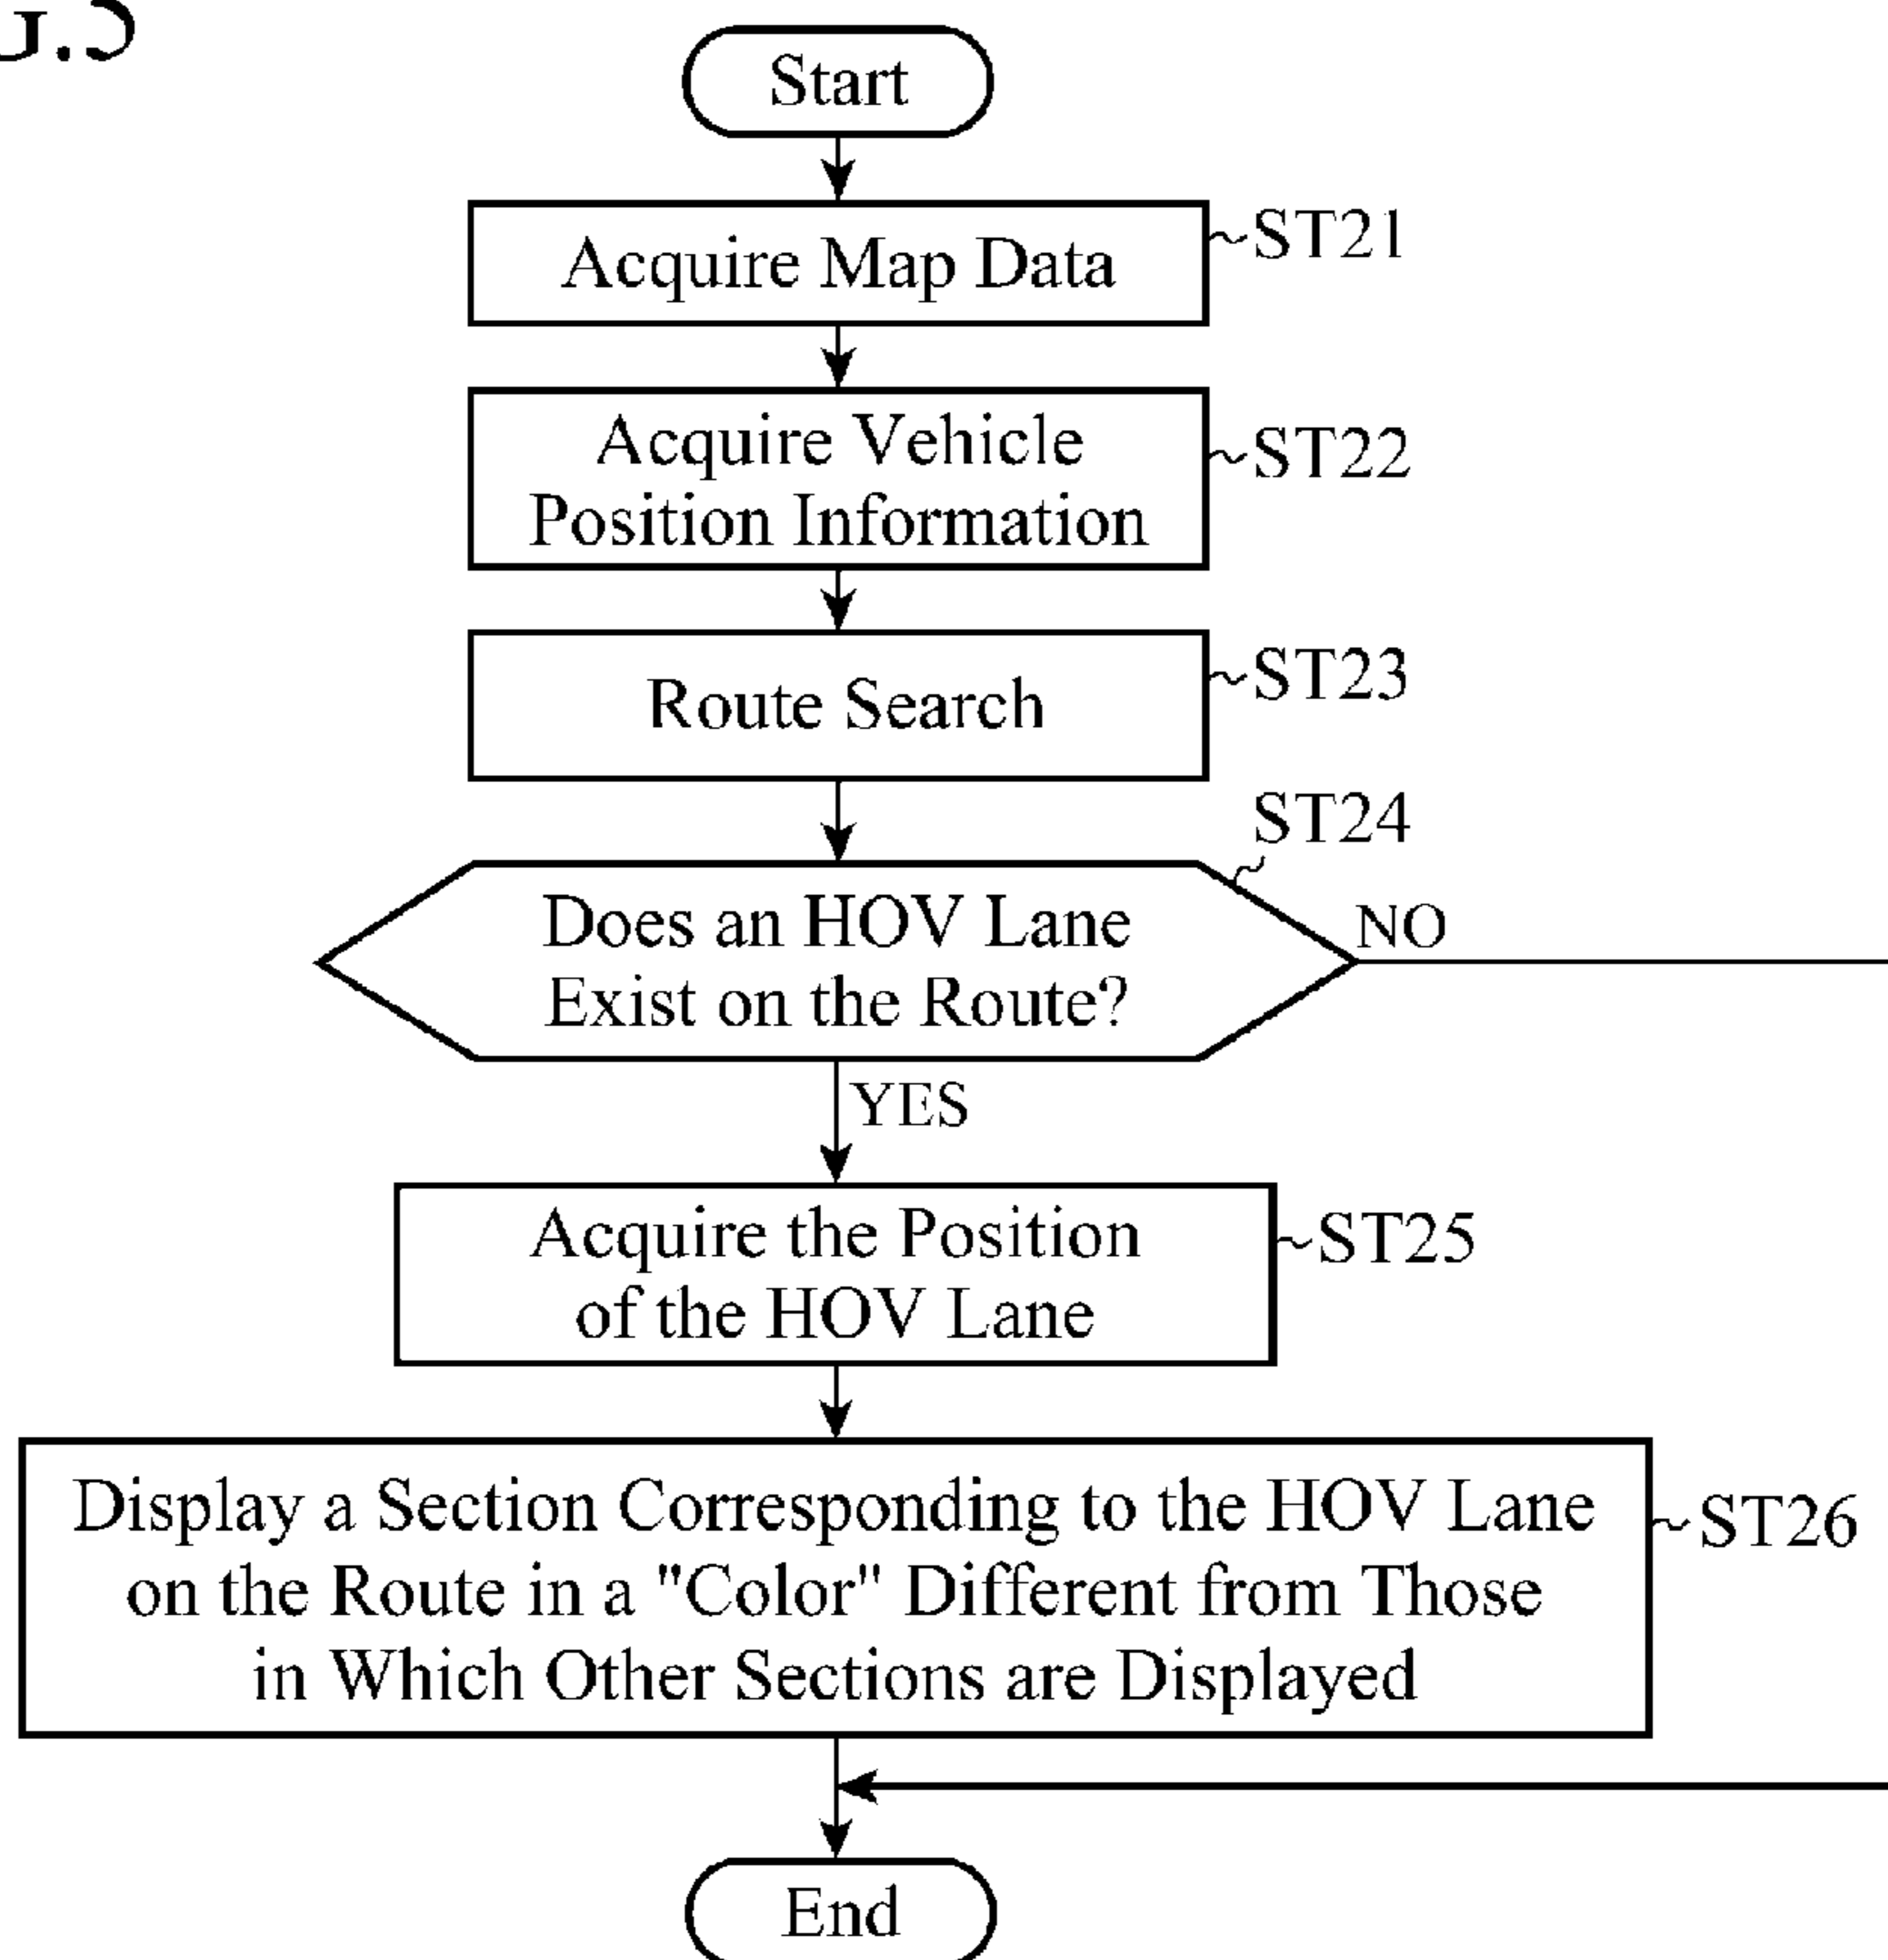 G.5
Start
Acquire Map Data
~ST21
Acquire Vehicle
Position Information
~ST22
Route Search
~ST23
ST24
Does an HOV Lane
Exist on the Route?
NO
YES
Acquire the Position
of the HOV Lane
~ST25
Display a Section Corresponding to the HOV Lane
on the Route in a "Color" Different from Those
in Which Other Sections are Displayed
~ST26
End